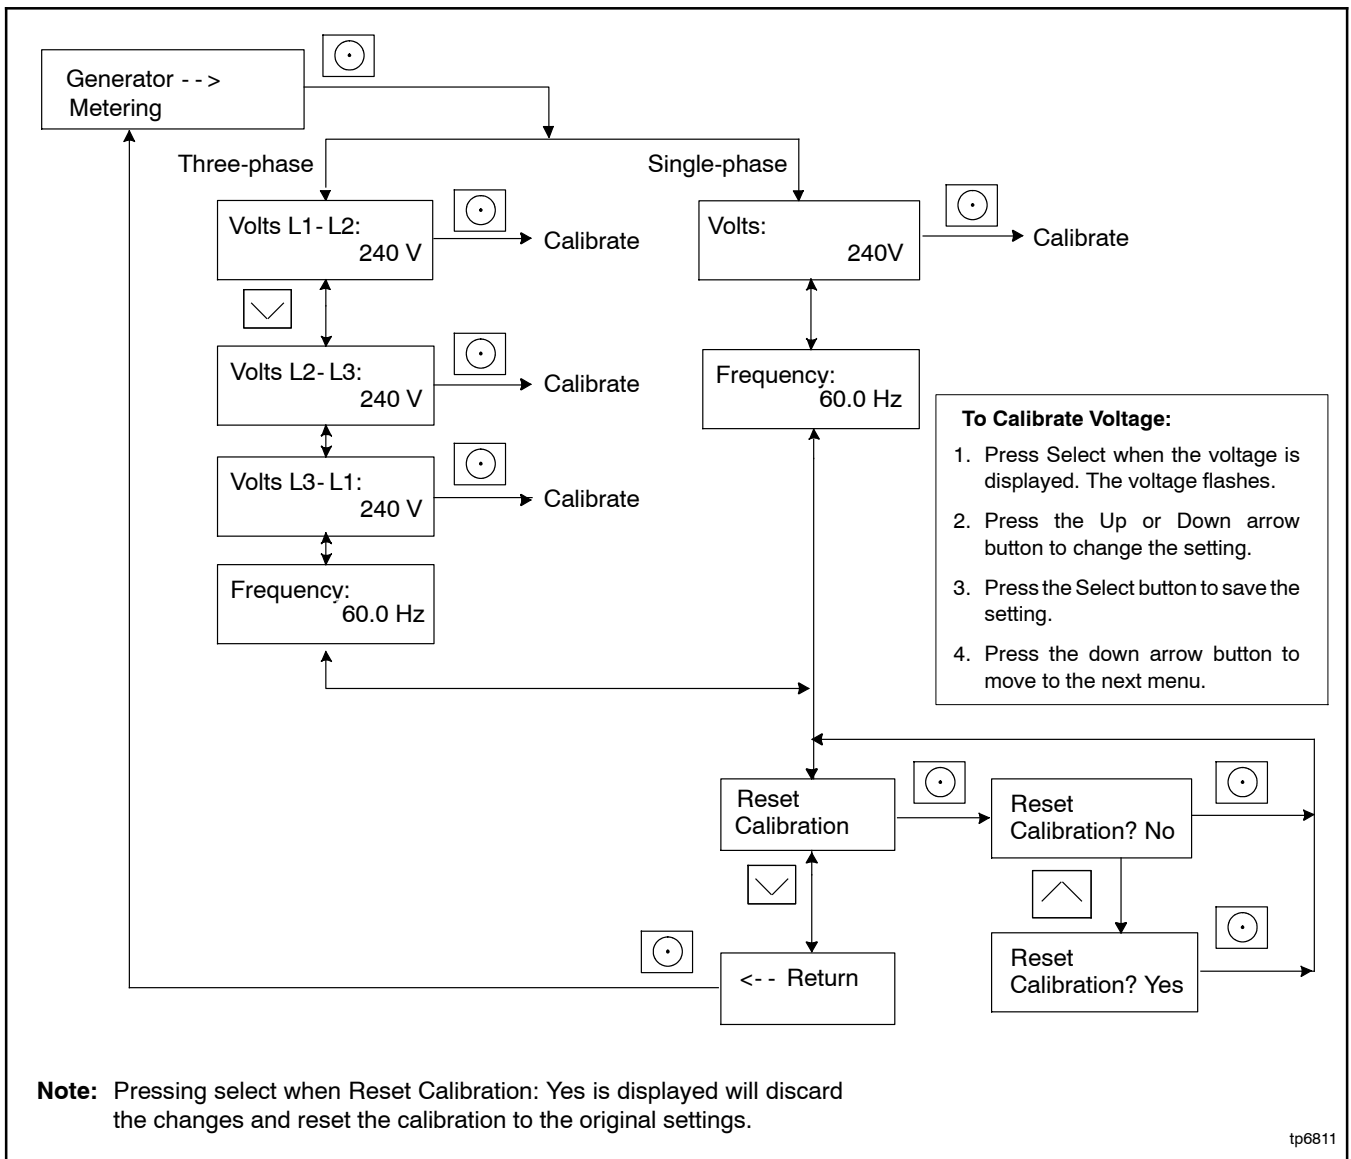 Generator - - >
Metering
Three-phase
Single-phase
Volts L1- L2:
240 V
Calibrate
Volts:
240V
Calibrate
Volts L2- L3:
240 V
Calibrate
Frequency:
60.0 Hz
Volts L3- L1:
240 V
Calibrate
Frequency:
60.0 Hz
To Calibrate Voltage:
1. Press Select when the voltage is
displayed. The voltage flashes.
2. Press the Up or Down arrow
button to change the setting.
3. Press the Select button to save the
setting.
4. Press the down arrow button to
move to the next menu.
Reset
Calibration
Reset
Calibration? No
Reset
Calibration? Yes
<- - Return
Note: Pressing select when Reset Calibration: Yes is displayed will discard
the changes and reset the calibration to the original settings.
tp6811